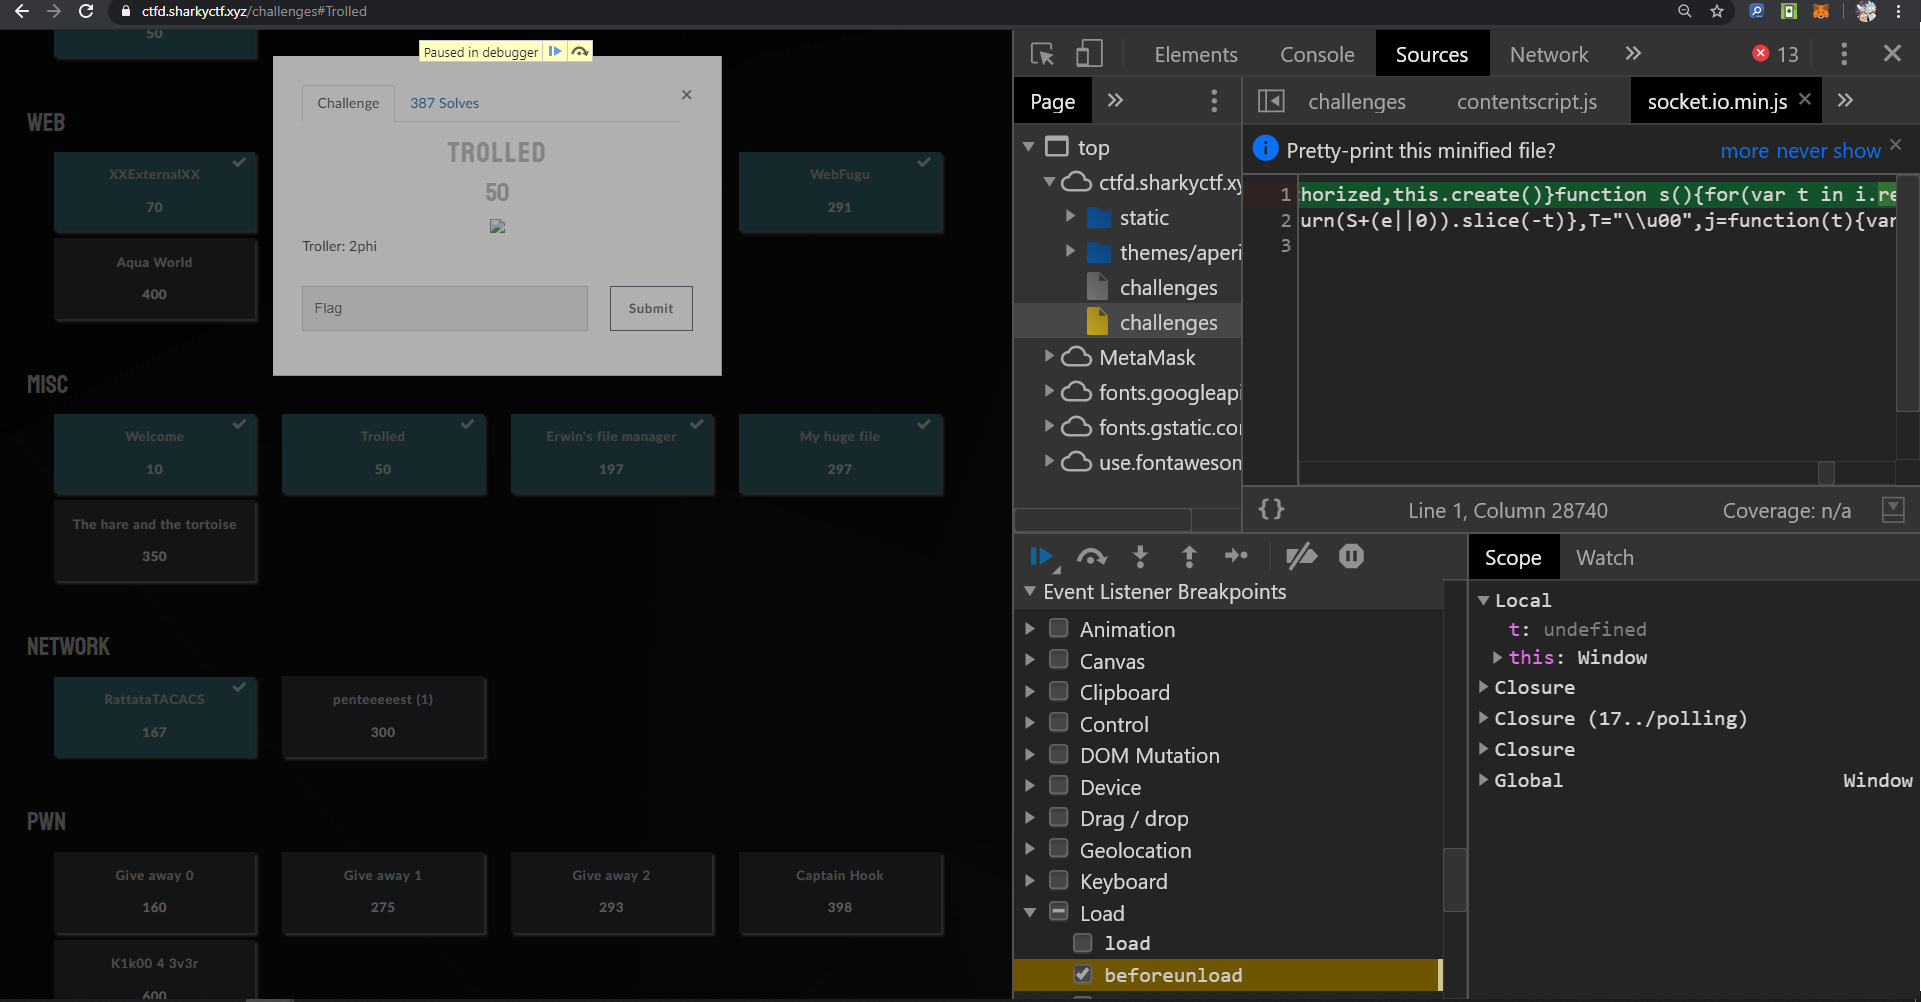 ctfd.sharkyctf.xyz/challenges#Trolled
50
Paused in debugger
Challenge
387 Solves
×
TROLLED
50
Troller: 2phi
Flag
Submit
WEB
XXExternalXX
70
WebFugu
291
Aqua World
400
MISC
Welcome
10
Trolled
50
Erwin's file manager
197
My huge file
297
The hare and the tortoise
350
NETWORK
RattataTACACS
167
penteeeeest (1)
300
PWN
Give away 0
160
Give away 1
275
Give away 2
293
Captain Hook
398
K1k00 4 3v3r
600
Elements
Console
Sources
Network
13
Page
challenges
contentscript.js
socket.io.min.js
top
ctfd.sharkyctf.xy
static
themes/aperi
challenges
challenges
MetaMask
fonts.googleapi
fonts.gstatic.co
use.fontawesom
Pretty-print this minified file?
more never show
1 horized,this.create()}function s(){for(var t in i.re
2 urn(S+(e||0)).slice(-t)},T="\\u00",j=function(t){var
3
{}
Line 1, Column 28740
Coverage: n/a
Event Listener Breakpoints
Animation
Canvas
Clipboard
Control
DOM Mutation
Device
Drag / drop
Geolocation
Keyboard
Load
load
beforeunload
Scope
Watch
Local
t: undefined
this: Window
Closure
Closure (17../polling)
Closure
Global
Window